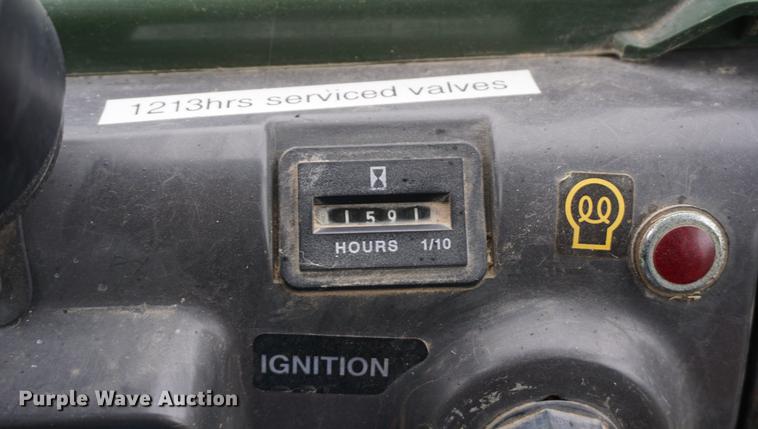 1213hrs serviced valves
1591
HOURS 1/10
IGNITION
Purple Wave Auction